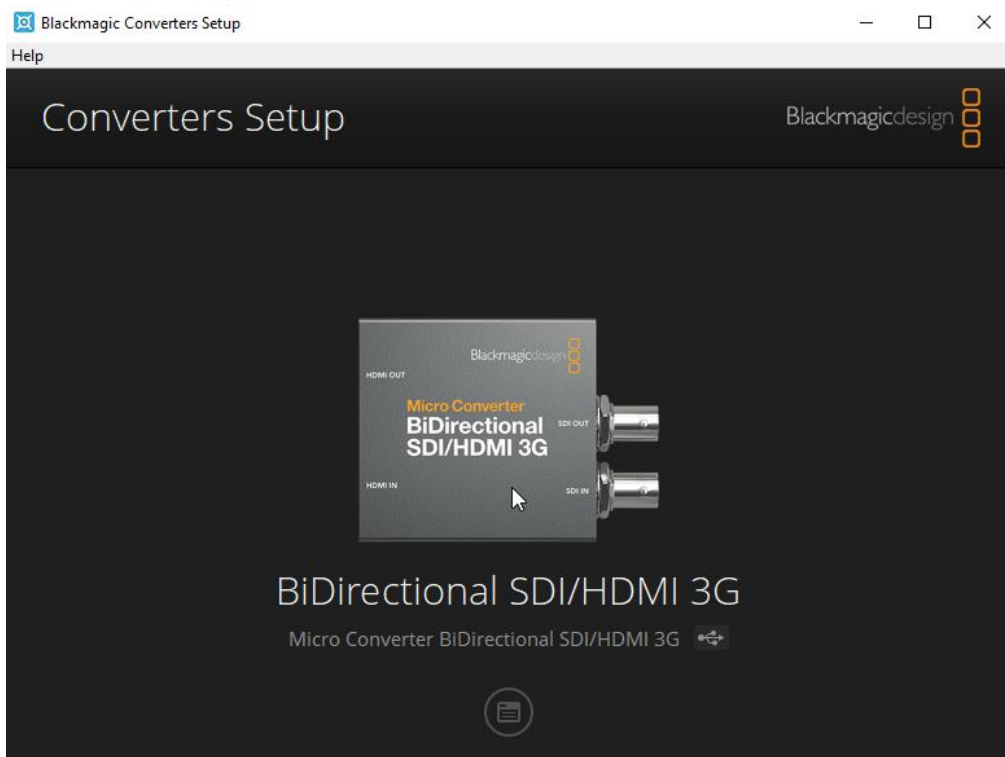 Blackmagic Converters Setup
Help
Converters Setup
Blackmagicdesign
Blackmagicdesign
HDMI OUT
Micro Converter
BiDirectional
SDI/HDMI 3G
SDI OUT
HDMI IN
SDI IN
BiDirectional SDI/HDMI 3G
Micro Converter BiDirectional SDI/HDMI 3G